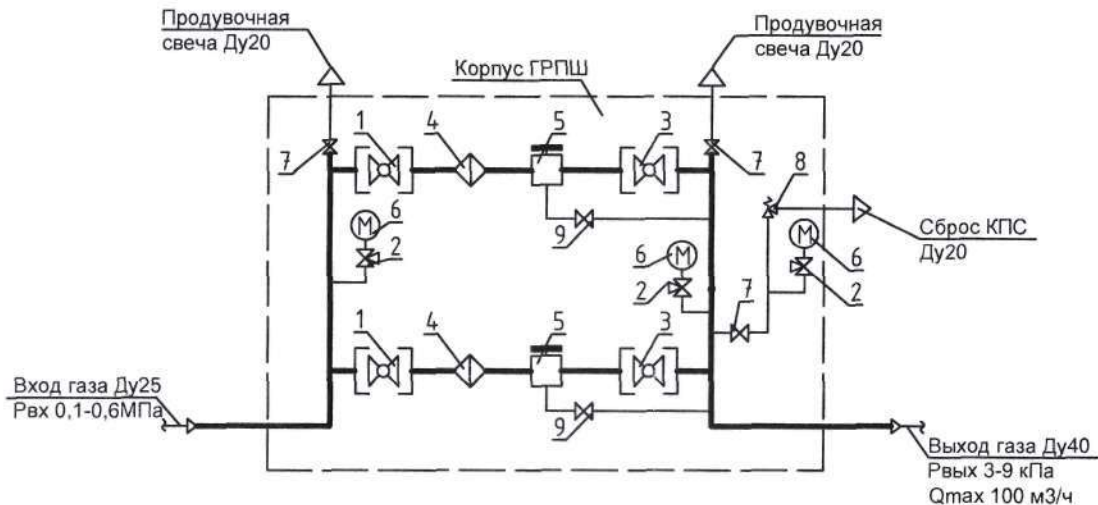 Продувочная
свеча Ду20
Продувочная
свеча Ду20
Корпус ГРПШ
1
4
5
3
7
7
8
М
6
2
9
6
М
2
М
6
2
Сброс КПС
Ду20
7
1
4
5
3
9
Вход газа Ду25
Рвх 0,1-0,6МПа
Выход газа Ду40
Рвых 3-9 кПа
Qmax 100 м3/ч